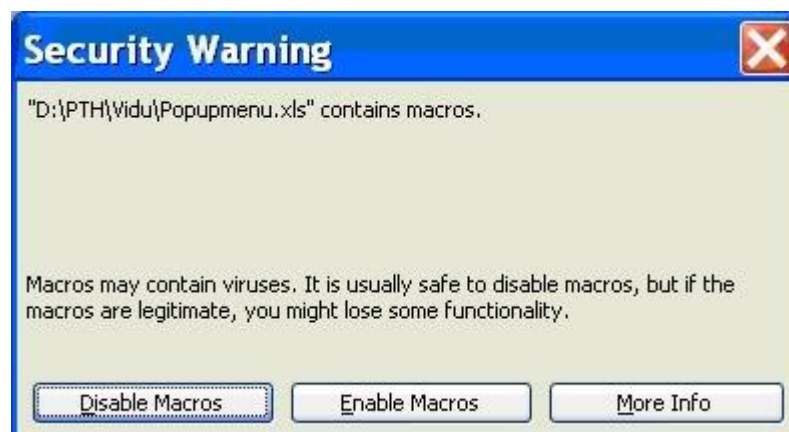 Security Warning
"D:\PTH\Vidu\Popupmenu.xls" contains macros.
Macros may contain viruses. It is usually safe to disable macros, but if the
macros are legitimate, you might lose some functionality.
Disable Macros Enable Macros More Info